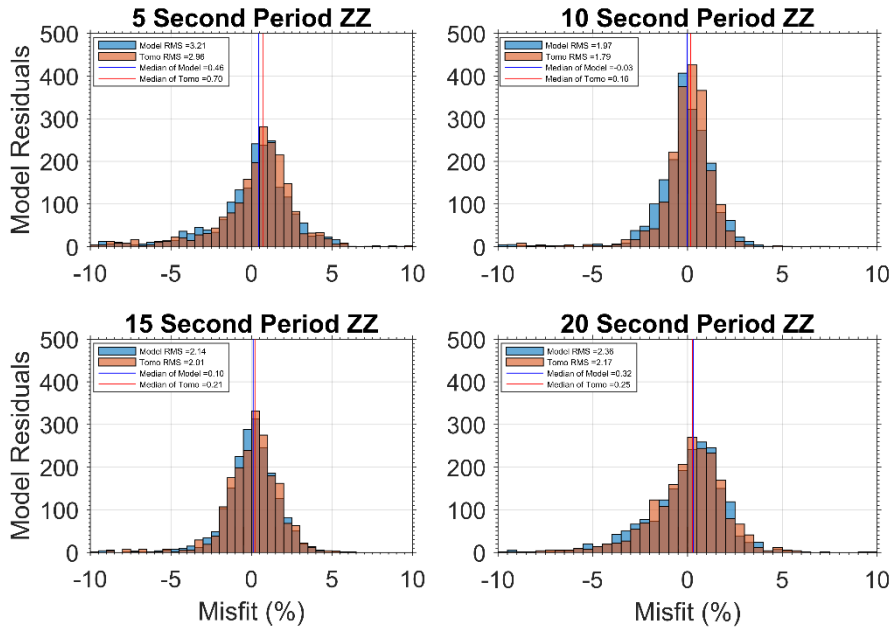 5 Second Period ZZ
500
400
300
200
100
0
Model Residuals
Model RMS =3.21
Tomo RMS =2.96
Median of Model =0.46
Median of Tomo =0.70
-10 -5 0 5 10
10 Second Period ZZ
500
400
300
200
100
0
Model RMS =1.97
Tomo RMS =1.79
Median of Model =-0.03
Median of Tomo =0.16
-10 -5 0 5 10
15 Second Period ZZ
500
400
300
200
100
0
Model Residuals
Model RMS =2.14
Tomo RMS =2.01
Median of Model =0.10
Median of Tomo =0.21
-10 -5 0 5 10
Misfit (%)
20 Second Period ZZ
500
400
300
200
100
0
Model RMS =2.36
Tomo RMS =2.17
Median of Model =0.32
Median of Tomo =0.25
-10 -5 0 5 10
Misfit (%)